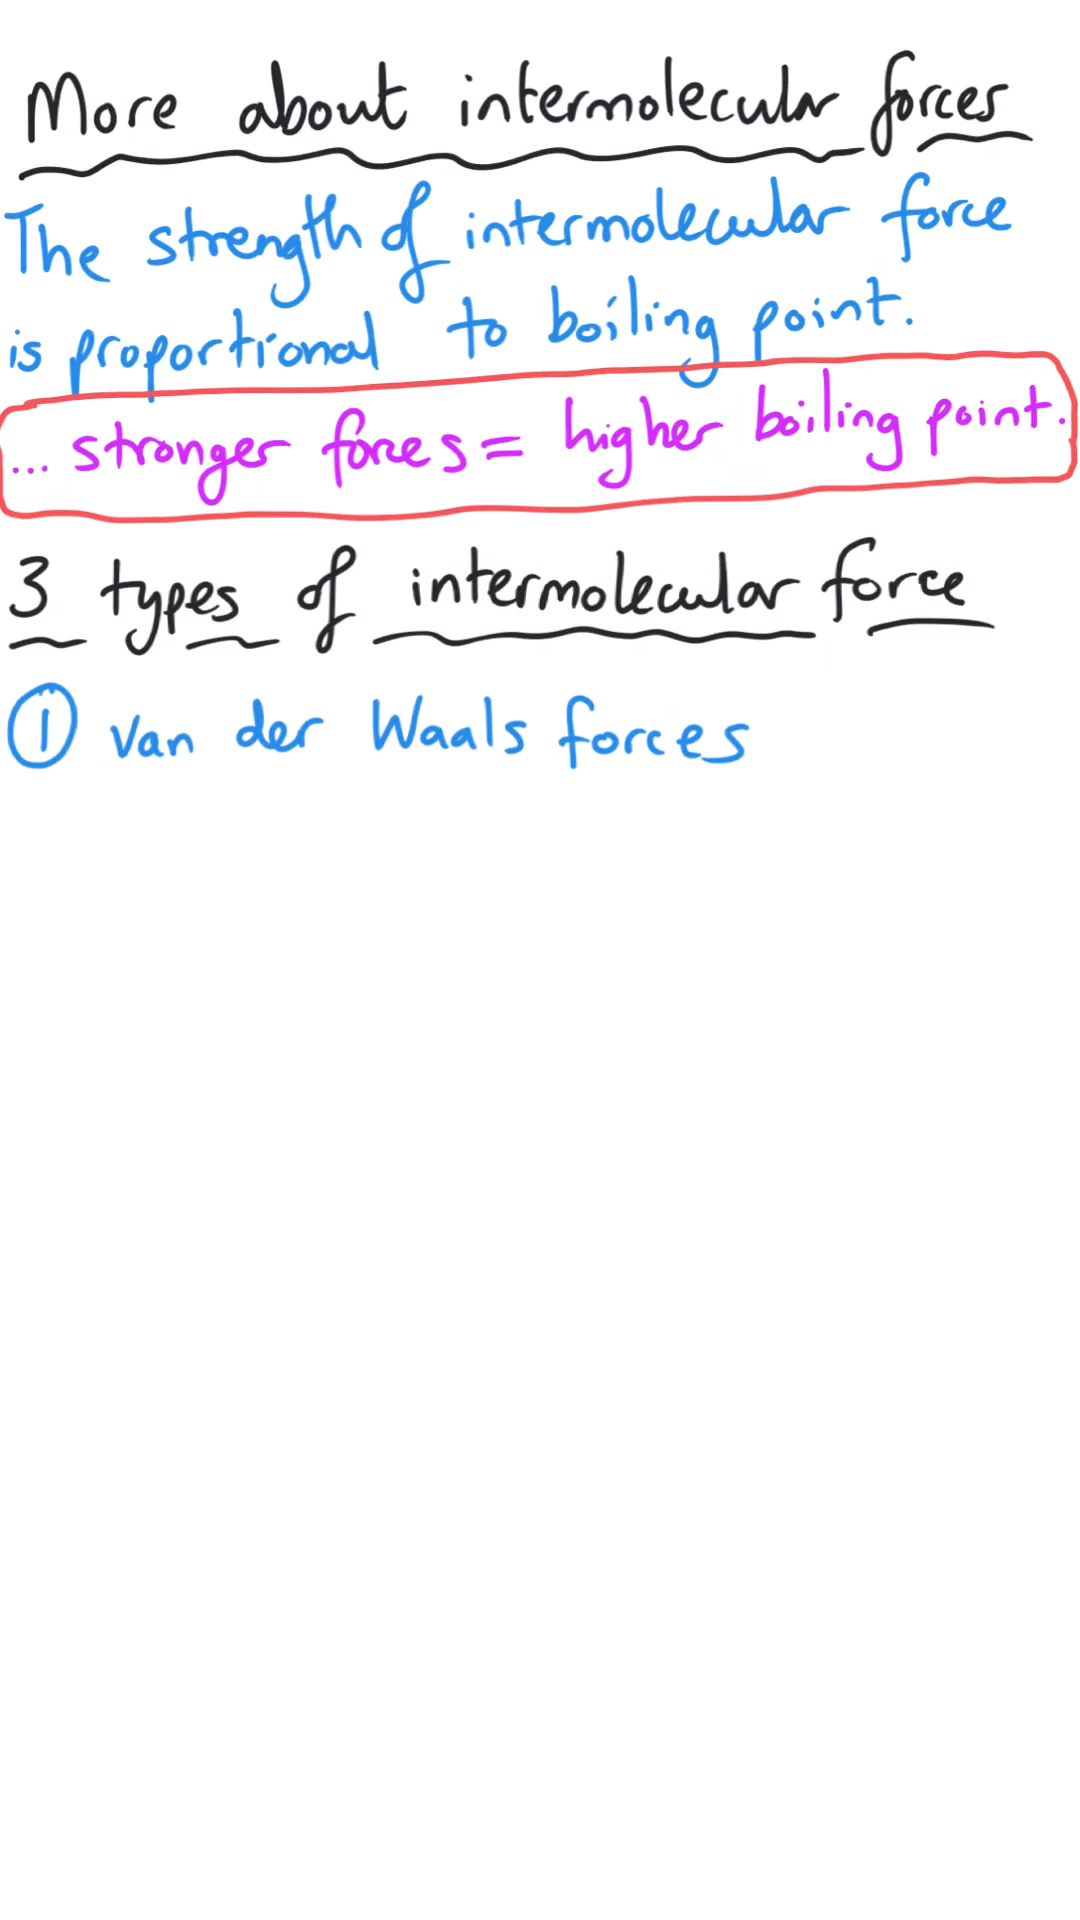 More about intermolecular forces
The strength of intermolecular force
is proportional to boiling point.
... stronger forces = higher boiling point.
3 types of intermolecular force
① van der Waals forces